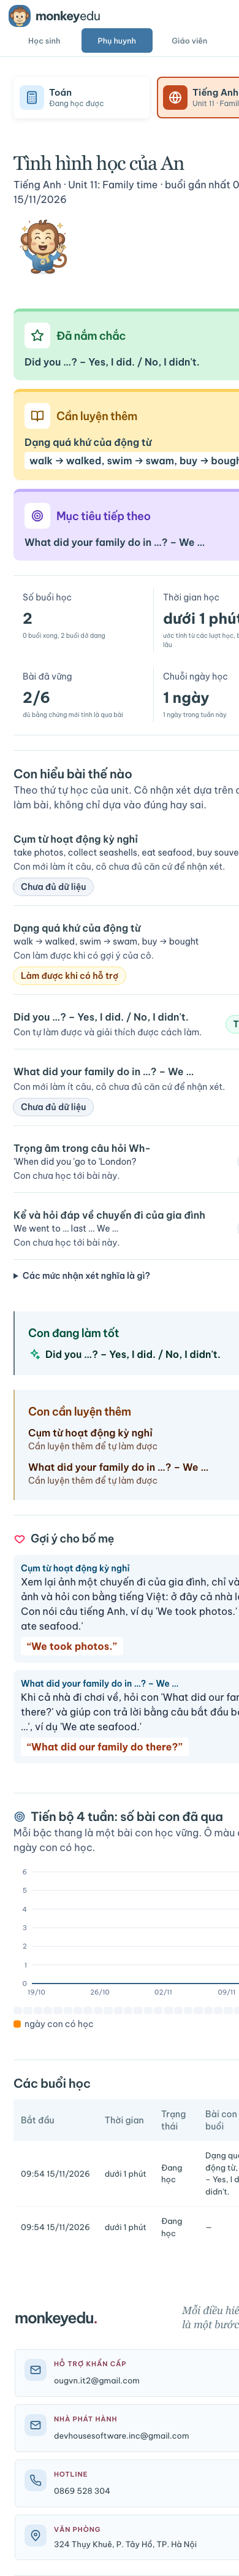 monkeyedu
Học sinh
Phụ huynh
Giáo viên
Toán
Đang học được
Tiếng Anh
Unit 11: Famil
Tình hình học của An
Tiếng Anh · Unit 11: Family time · buổi gần nhất 0
15/11/2026
Đã nắm chắc
Did you ...? – Yes, I did. / No, I didn't.
Cần luyện thêm
Dạng quá khứ của động từ
walk → walked, swim → swam, buy → bough
Mục tiêu tiếp theo
What did your family do in ...? – We ...
Số buổi học
2
0 buổi xong, 2 buổi dở dang
Thời gian học
dưới 1 phút
ước tính từ các lượt học, b
lâu
Bài đã vững
2/6
đủ bằng chứng mới tính là qua bài
Chuỗi ngày học
1 ngày
1 ngày trong tuần này
Con hiểu bài thế nào
Theo thứ tự học của unit. Cô nhận xét dựa trên c
làm bài, không chỉ dựa vào đúng hay sai.
Cụm từ hoạt động kỳ nghỉ
take photos, collect seashells, eat seafood, buy souve
Con mới làm ít câu, cô chưa đủ căn cứ để nhận xét.
Chưa đủ dữ liệu
Dạng quá khứ của động từ
walk → walked, swim → swam, buy → bought
Con làm được khi có gợi ý của cô.
Làm được khi có hỗ trợ
Did you ...? – Yes, I did. / No, I didn't.
Con tự làm được và giải thích được cách làm.
T
What did your family do in ...? – We ...
Con mới làm ít câu, cô chưa đủ căn cứ để nhận xét.
Chưa đủ dữ liệu
Trọng âm trong câu hỏi Wh-
'When did you 'go to 'London?
Con chưa học tới bài này.
Kể và hỏi đáp về chuyến đi của gia đình
We went to ... last ... We ...
Con chưa học tới bài này.
▶ Các mức nhận xét nghĩa là gì?
Con đang làm tốt
Did you ...? – Yes, I did. / No, I didn't.
Con cần luyện thêm
Cụm từ hoạt động kỳ nghỉ
Cần luyện thêm để tự làm được
What did your family do in ...? – We ...
Cần luyện thêm để tự làm được
Gợi ý cho bố mẹ
Cụm từ hoạt động kỳ nghỉ
Xem lại ảnh một chuyến đi của gia đình, chỉ và
ảnh và hỏi con bằng tiếng Việt: ở đây cả nhà là
Con nói câu tiếng Anh, ví dụ 'We took photos.'
ate seafood.'
“We took photos.”
What did your family do in ...? – We ...
Khi cả nhà đi chơi về, hỏi con 'What did our fam
there?' và giúp con trả lời bằng câu bắt đầu bằ
...', ví dụ 'We ate seafood.'
“What did our family do there?”
Tiến bộ 4 tuần: số bài con đã qua
Mỗi bậc thang là một bài con học vững. Ô màu c
ngày con có học.
6
5
4
3
2
1
0
19/10
26/10
02/11
09/11
ngày con có học
Các buổi học
Bắt đầu
Thời gian
Trạng
thái
Bài con
buổi
09:54 15/11/2026
dưới 1 phút
Đang
học
Dạng qu
động từ,
– Yes, I d
didn't.
09:54 15/11/2026
dưới 1 phút
Đang
học
—
monkeyedu.
Mỗi điều hiể
là một bước
HỖ TRỢ KHẨN CẤP
ougvn.it2@gmail.com
NHÀ PHÁT HÀNH
devhousesoftware.inc@gmail.com
HOTLINE
0869 528 304
VĂN PHÒNG
324 Thụy Khuê, P. Tây Hồ, TP. Hà Nội